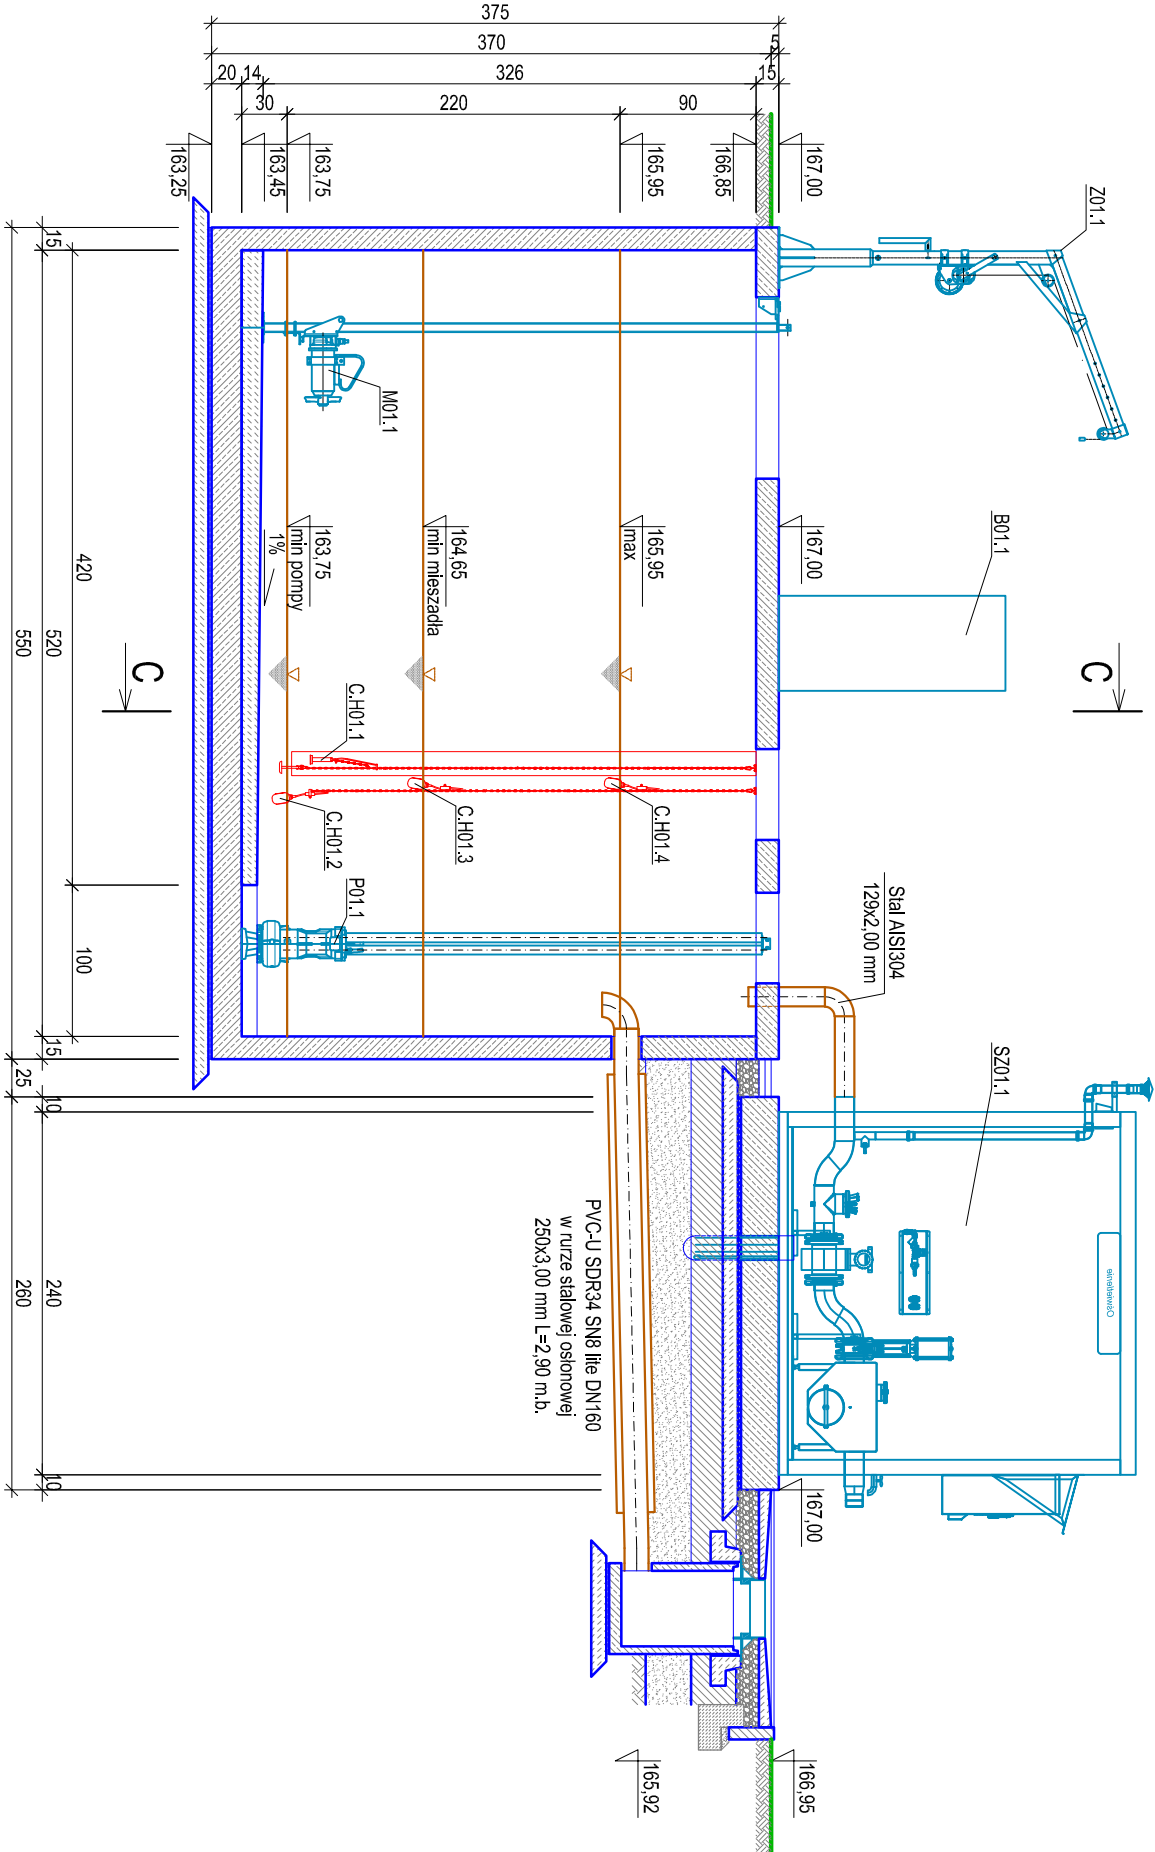 375
370
5
20
14
326
15
30
220
90
163,25
163,45
163,75
165,95
166,85
167,00
Z01.1
M01.1
B01.1
163,75
min pompy
1%
164,65
min mieszadła
165,95
max
167,00
C
C
C.H01.1
C.H01.2
C.H01.3
C.H01.4
P01.1
Stal AISI304
129x2,00 mm
SZ01.1
Oświetlenie
PVC-U SDR34 SN8 lite DN160
w rurze stalowej osłonowej
250x3,00 mm L=2,90 m.b.
167,00
165,92
166,95
15
420
100
15
520
550
25
10
240
260
10